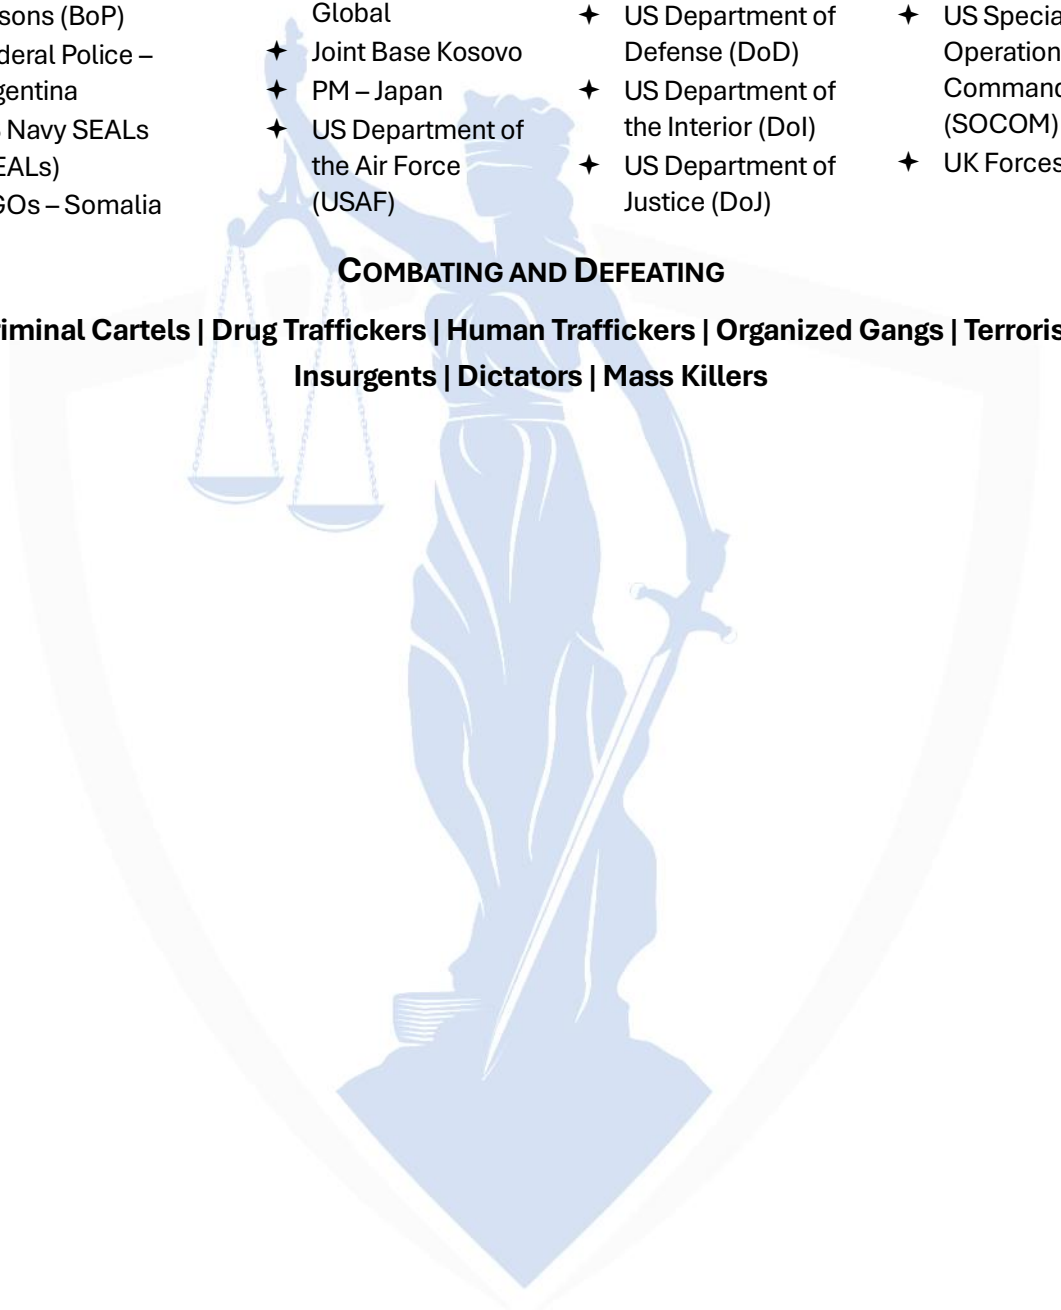 sons (BoP)
deral Police –
gentina
Navy SEALs
EALs)
GOs – Somalia
Global
Joint Base Kosovo
PM – Japan
US Department of
the Air Force
(USAF)
US Department of
Defense (DoD)
US Department of
the Interior (DoI)
US Department of
Justice (DoJ)
US Specia
Operation
Comman
(SOCOM)
UK Forces
COMBATING AND DEFEATING
riminal Cartels | Drug Traffickers | Human Traffickers | Organized Gangs | Terroris
Insurgents | Dictators | Mass Killers